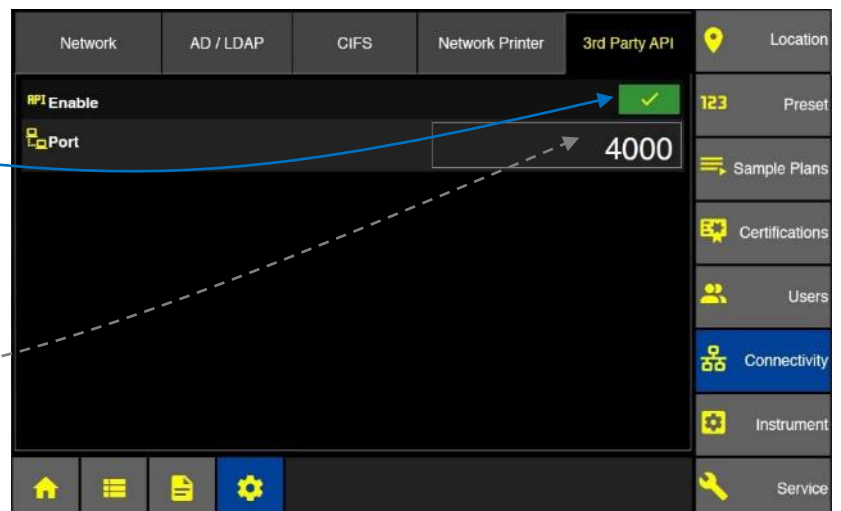 Network
AD / LDAP
CIFS
Network Printer
3rd Party API
Location
API Enable
123 Preset
Port
4000
Sample Plans
Certifications
Users
Connectivity
Instrument
Service